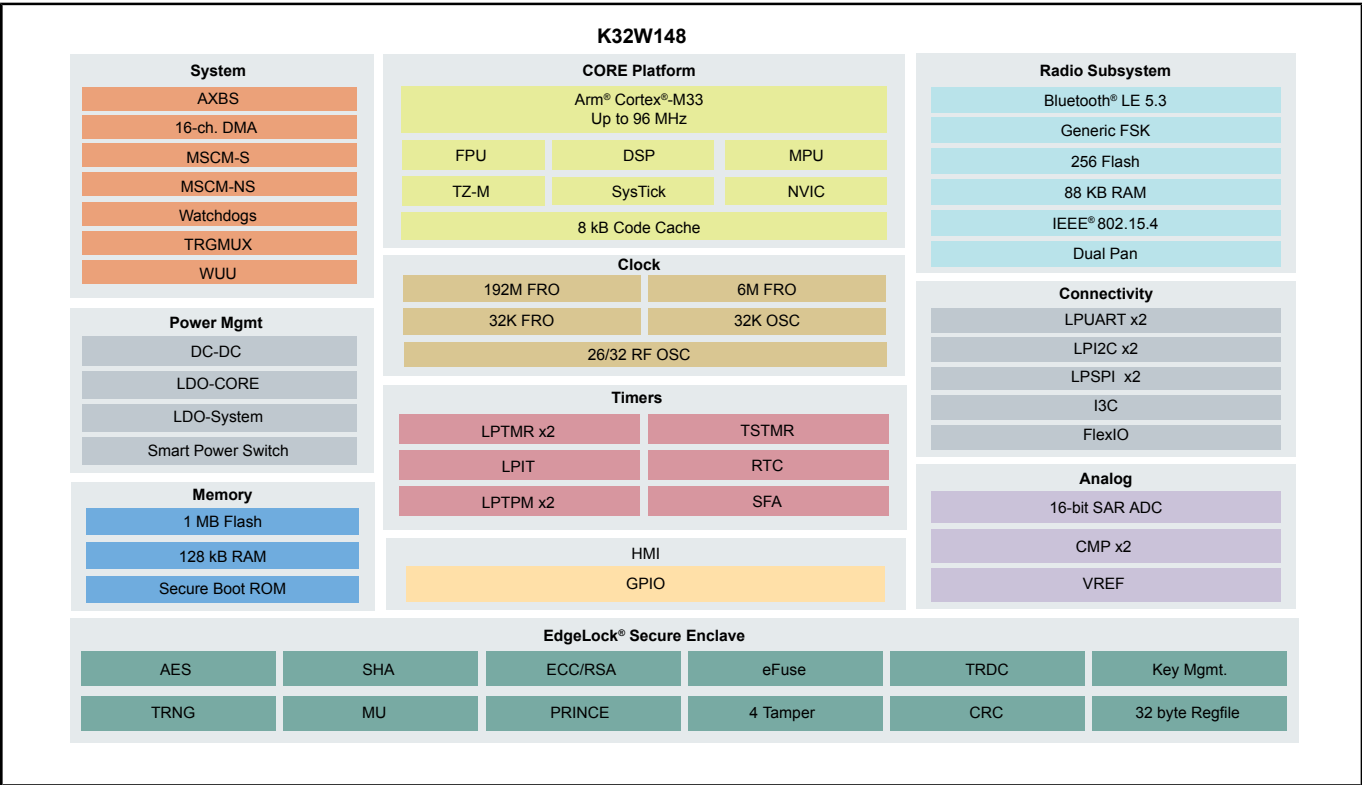 K32W148
System
AXBS
16-ch. DMA
MSCM-S
MSCM-NS
Watchdogs
TRGMUX
WUU
Power Mgmt
DC-DC
LDO-CORE
LDO-System
Smart Power Switch
Memory
1 MB Flash
128 kB RAM
Secure Boot ROM
CORE Platform
Arm® Cortex®-M33
Up to 96 MHz
FPU DSP MPU
TZ-M SysTick NVIC
8 kB Code Cache
Clock
192M FRO 6M FRO
32K FRO 32K OSC
26/32 RF OSC
Timers
LPTMR x2 TSTMR
LPIT RTC
LPTPM x2 SFA
HMI
GPIO
Radio Subsystem
Bluetooth® LE 5.3
Generic FSK
256 Flash
88 KB RAM
IEEE® 802.15.4
Dual Pan
Connectivity
LPUART x2
LPI2C x2
LPSPI x2
I3C
FlexIO
Analog
16-bit SAR ADC
CMP x2
VREF
EdgeLock® Secure Enclave
AES SHA ECC/RSA eFuse TRDC Key Mgmt.
TRNG MU PRINCE 4 Tamper CRC 32 byte Regfile